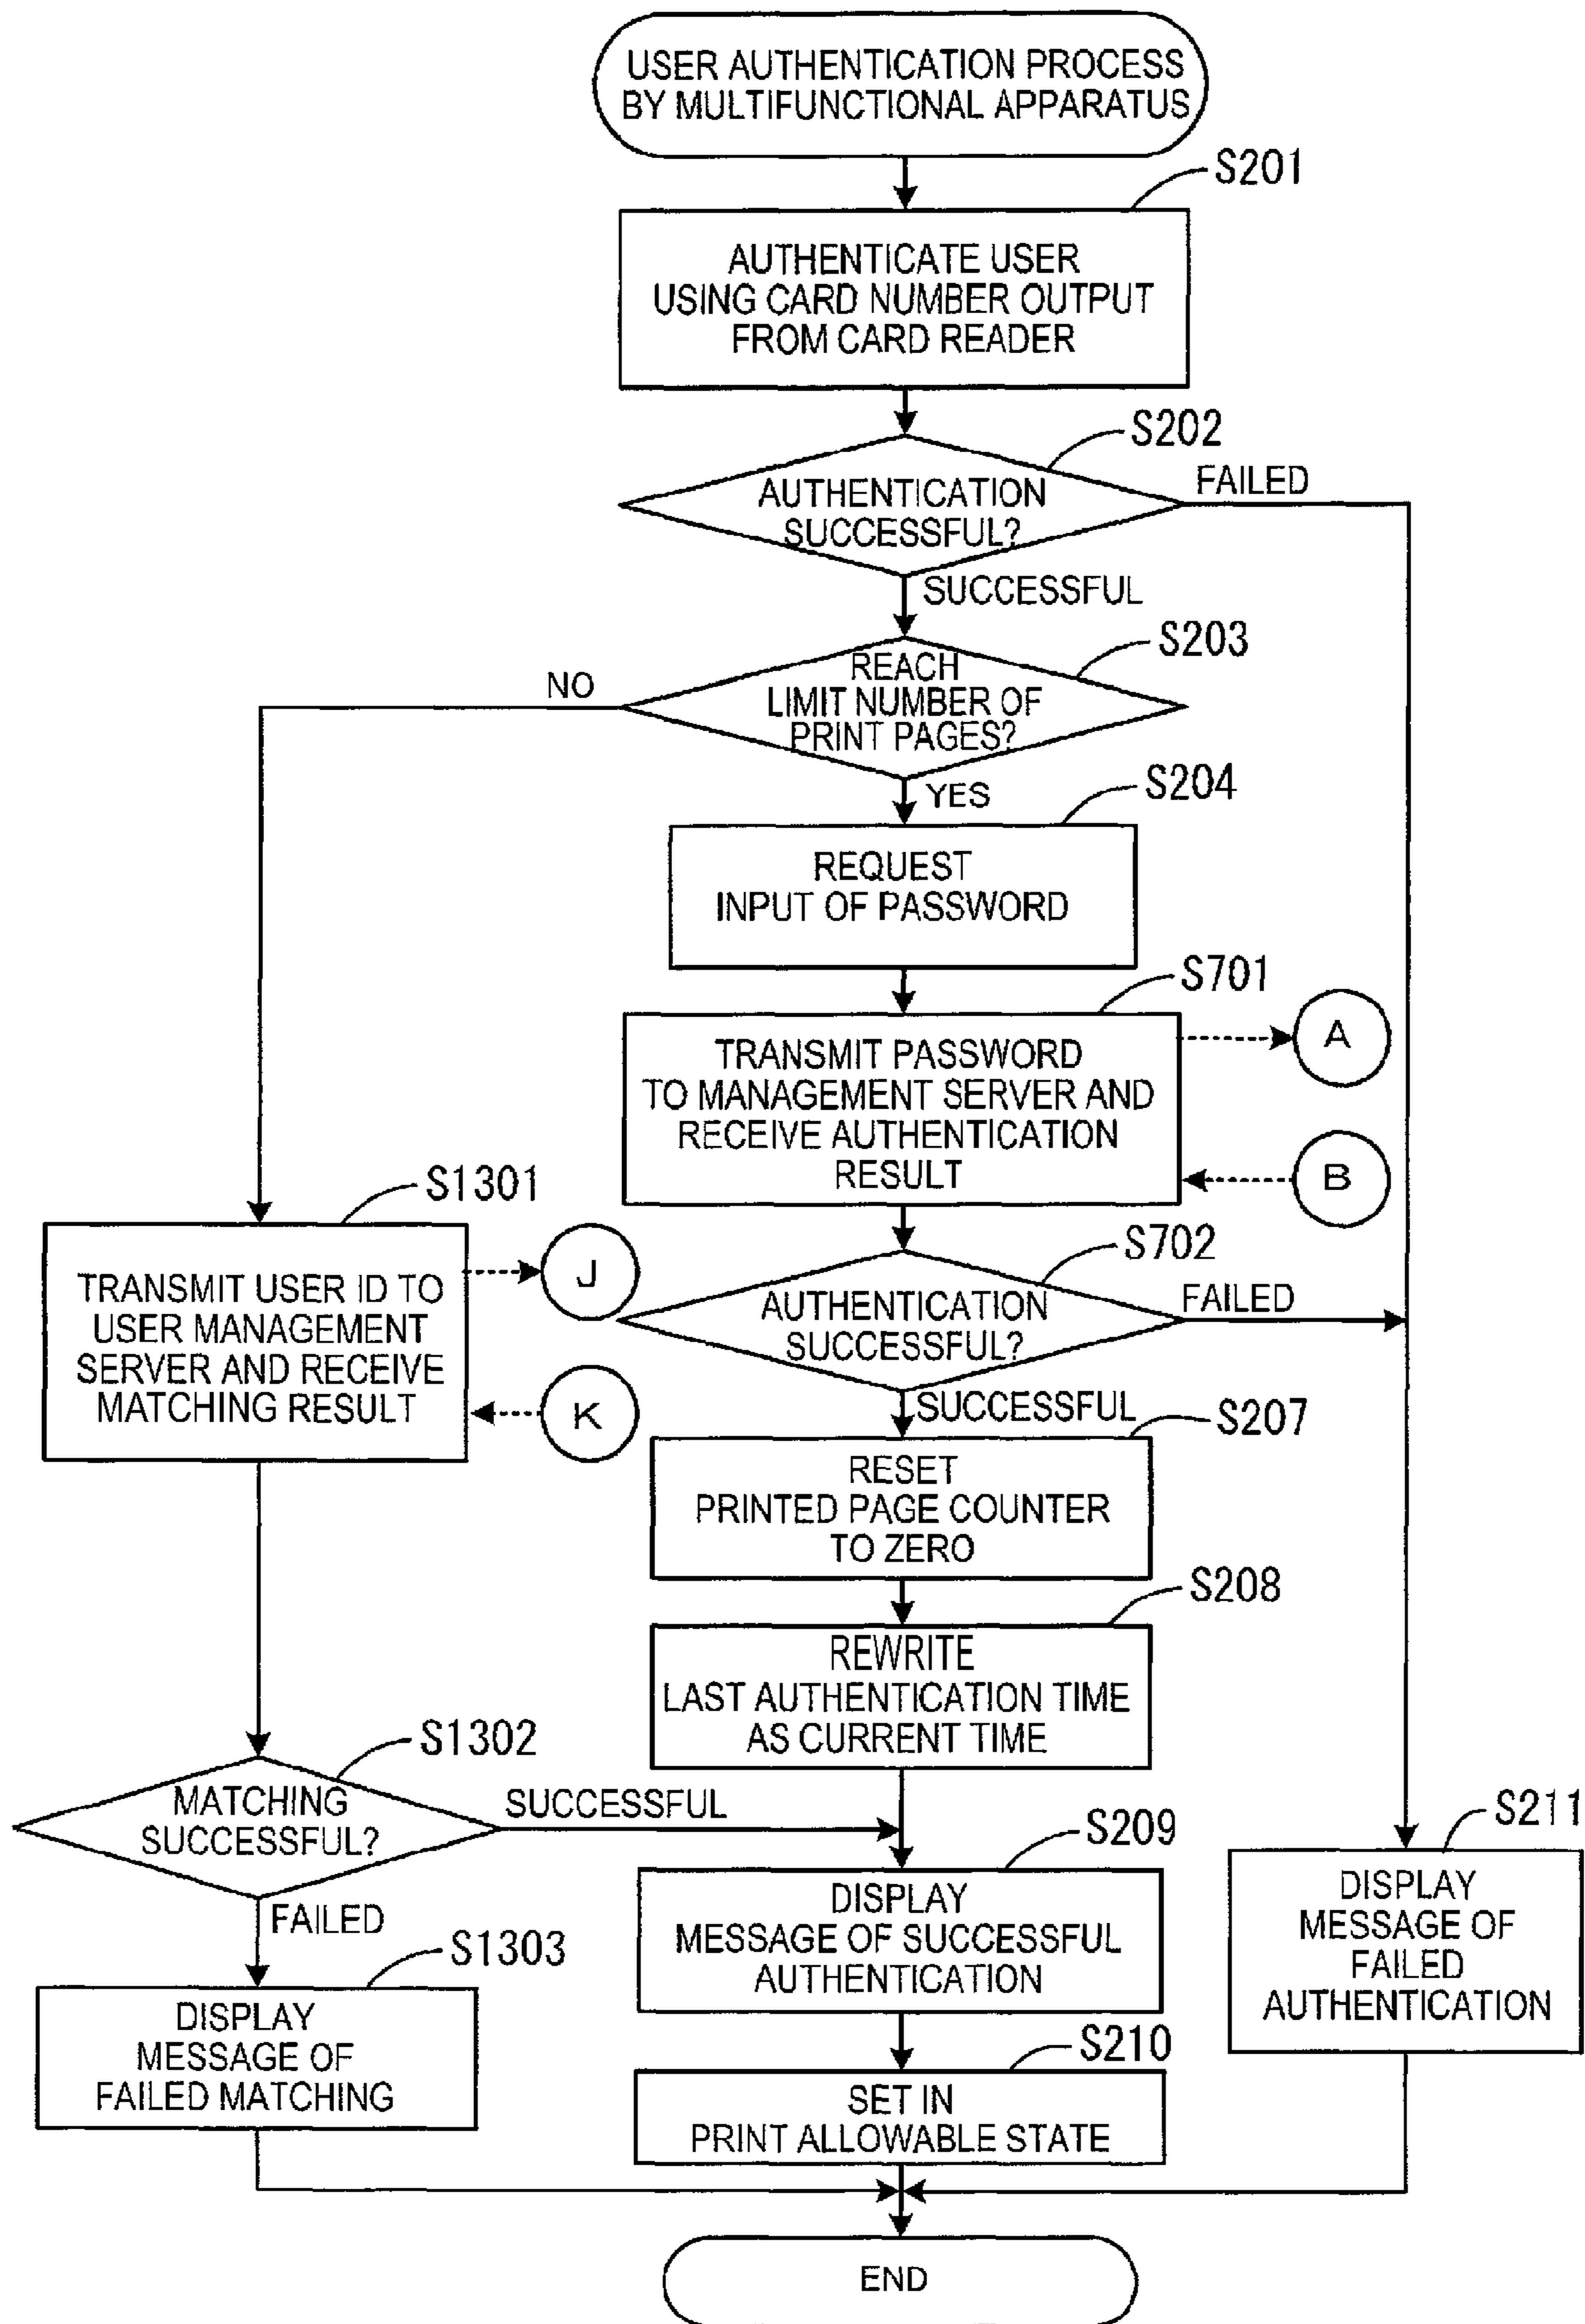 USER AUTHENTICATION PROCESS
BY MULTIFUNCTIONAL APPARATUS
S201
AUTHENTICATE USER
USING CARD NUMBER OUTPUT
FROM CARD READER
S202
AUTHENTICATION
SUCCESSFUL?
FAILED
SUCCESSFUL
S203
REACH
LIMIT NUMBER OF
PRINT PAGES?
NO
YES
S204
REQUEST
INPUT OF PASSWORD
S701
TRANSMIT PASSWORD
TO MANAGEMENT SERVER AND
RECEIVE AUTHENTICATION
RESULT
A
B
S1301
TRANSMIT USER ID TO
USER MANAGEMENT
SERVER AND RECEIVE
MATCHING RESULT
J
K
S702
AUTHENTICATION
SUCCESSFUL?
FAILED
SUCCESSFUL
S207
RESET
PRINTED PAGE COUNTER
TO ZERO
S208
REWRITE
LAST AUTHENTICATION TIME
AS CURRENT TIME
S1302
MATCHING
SUCCESSFUL?
SUCCESSFUL
FAILED
S209
DISPLAY
MESSAGE OF SUCCESSFUL
AUTHENTICATION
S211
DISPLAY
MESSAGE OF
FAILED
AUTHENTICATION
S1303
DISPLAY
MESSAGE OF
FAILED MATCHING
S210
SET IN
PRINT ALLOWABLE STATE
END